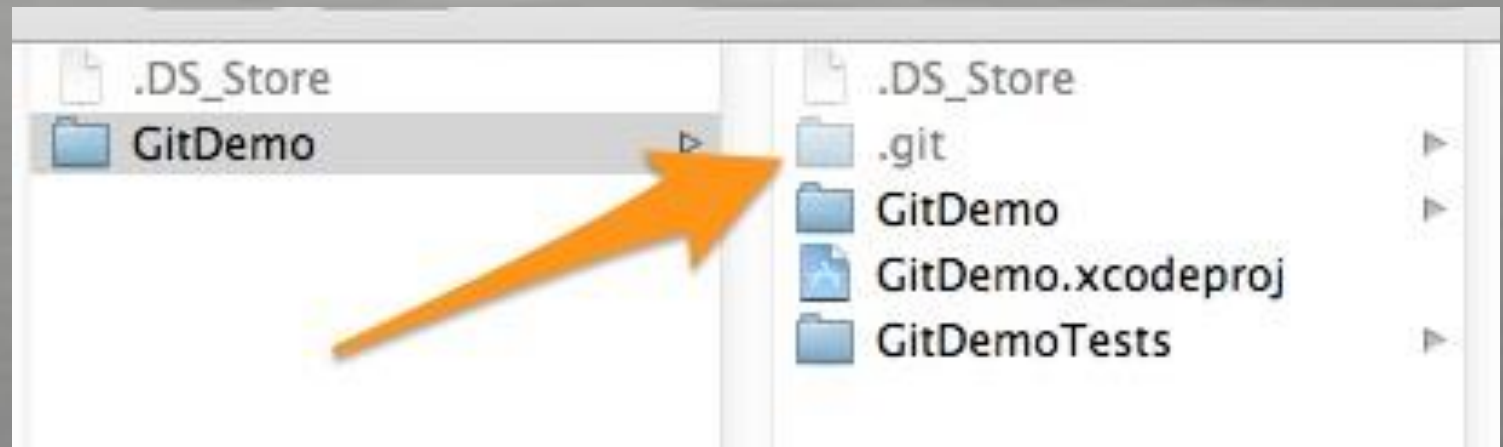 .DS_Store
GitDemo
.DS_Store
.git
GitDemo
GitDemo.xcodeproj
GitDemoTests